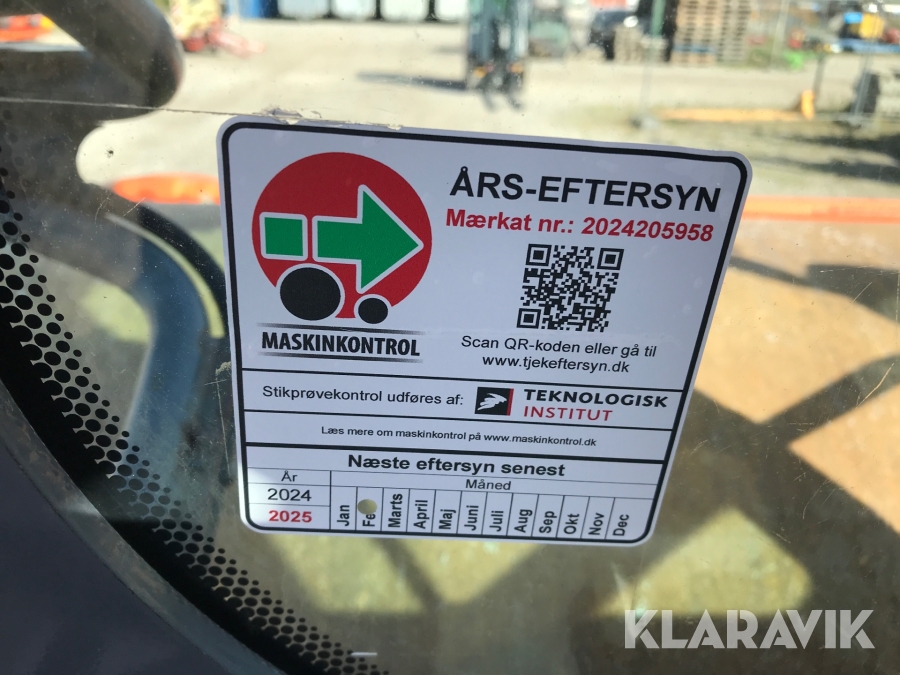 ÅRS-EFTERSYN
Mærkat nr.: 2024205958
MASKINKONTROL
Scan QR-koden eller gå til
www.tjekeftersyn.dk
Stikprøvekontrol udføres af:
TEKNOLOGISK
INSTITUT
Læs mere om maskinkontrol på www.maskinkontrol.dk
Næste eftersyn senest
År
Måned
2024
2025
Jan Fe Marts April Maj Juni Juli Aug Sep Okt Nov Dec
KLARAVIK